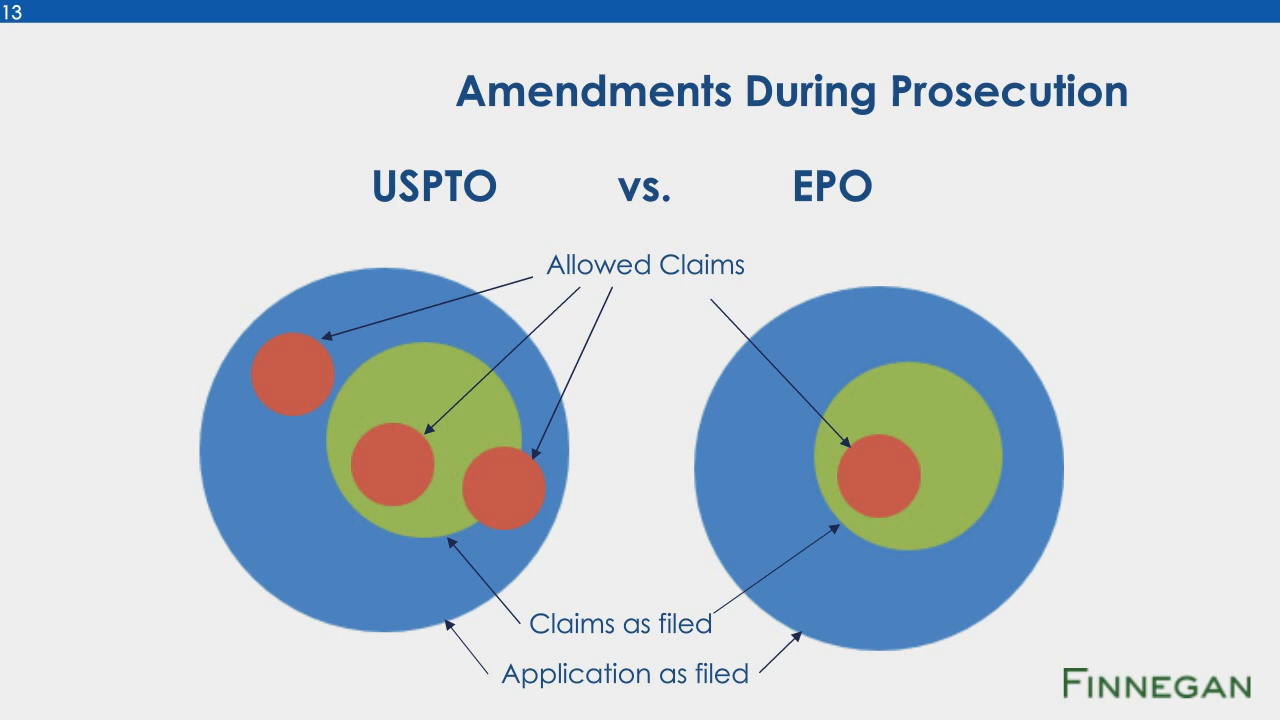 13
Amendments During Prosecution
USPTO vs. EPO
Allowed Claims
Claims as filed
Application as filed
FINNEGAN